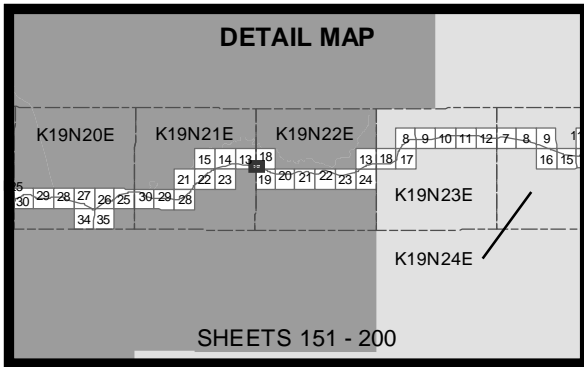 DETAIL MAP
K19N20E
K19N21E
K19N22E
8 9 10 11 12 7 8 9 11
15 14 13 18
13 18 17
16 15
21 22 23
19 20 21 22 23 24
25
30 29 28 27 26 25 30 29 28
34 35
K19N23E
K19N24E
SHEETS 151 - 200